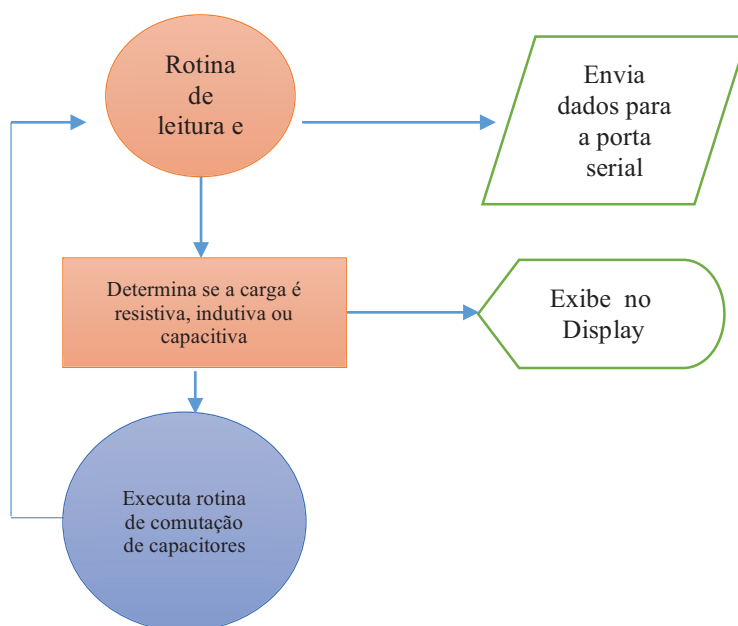 Rotina
de
leitura e
Envia
dados para
a porta
serial
Determina se a carga é
resistiva, indutiva ou
capacitiva
Exibe no
Display
Executa rotina
de comutação
de capacitores